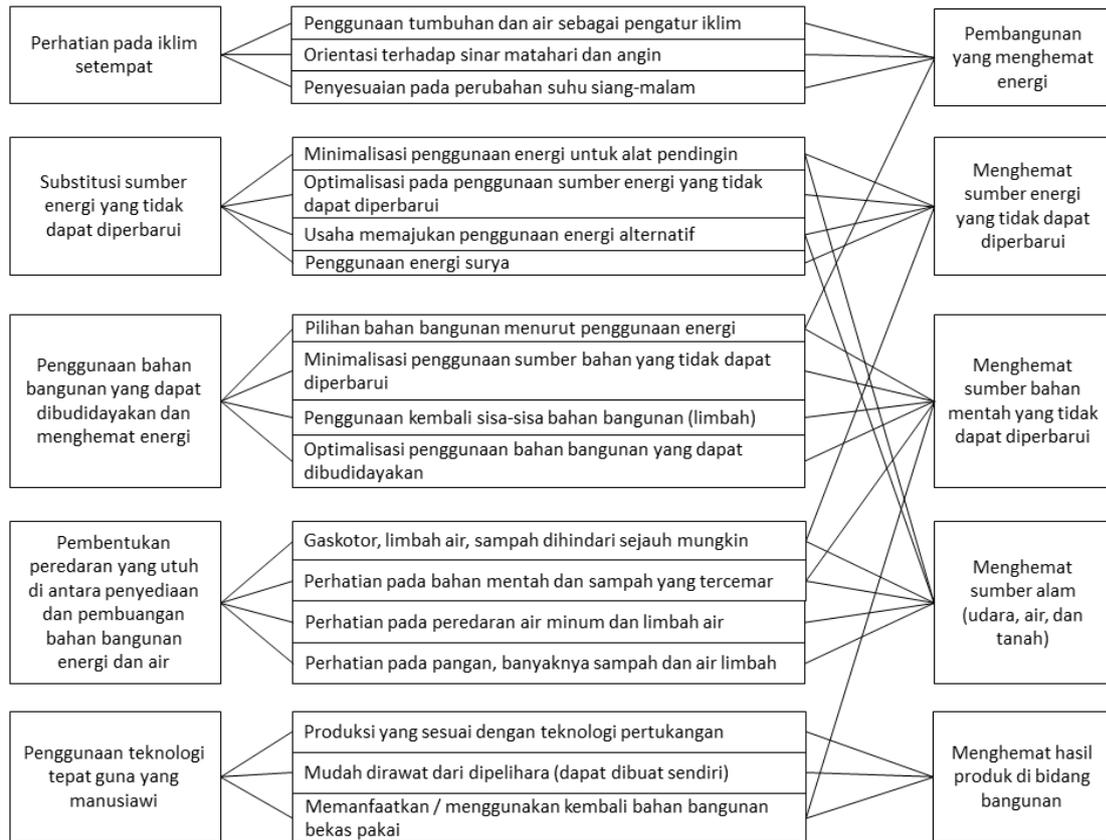 Perhatian pada iklim
setempat
Penggunaan tumbuhan dan air sebagai pengatur iklim
Orientasi terhadap sinar matahari dan angin
Penyesuaian pada perubahan suhu siang-malam
Pembangunan
yang menghemat
energi
Substitusi sumber
energi yang tidak
dapat diperbarui
Minimalisasi penggunaan energi untuk alat pendingin
Optimalisasi pada penggunaan sumber energi yang tidak
dapat diperbarui
Usaha memajukan penggunaan energi alternatif
Penggunaan energi surya
Menghemat
sumber energi
yang tidak dapat
diperbarui
Penggunaan bahan
bangunan yang dapat
dibudidayakan dan
menghemat energi
Pilihan bahan bangunan menurut penggunaan energi
Minimalisasi penggunaan sumber bahan yang tidak dapat
diperbarui
Penggunaan kembali sisa-sisa bahan bangunan (limbah)
Optimalisasi penggunaan bahan bangunan yang dapat
dibudidayakan
Menghemat
sumber bahan
mentah yang tidak
dapat diperbarui
Pembentukan
peredaran yang utuh
di antara penyediaan
dan pembuangan
bahan bangunan
energi dan air
Gaskotor, limbah air, sampah dihindari sejauh mungkin
Perhatian pada bahan mentah dan sampah yang tercemar
Perhatian pada peredaran air minum dan limbah air
Perhatian pada pangan, banyaknya sampah dan air limbah
Menghemat
sumber alam
(udara, air, dan
tanah)
Penggunaan teknologi
tepat guna yang
manusiawi
Produksi yang sesuai dengan teknologi pertukangan
Mudah dirawat dari dipelihara (dapat dibuat sendiri)
Memanfaatkan / menggunakan kembali bahan bangunan
bekas pakai
Menghemat hasil
produk di bidang
bangunan